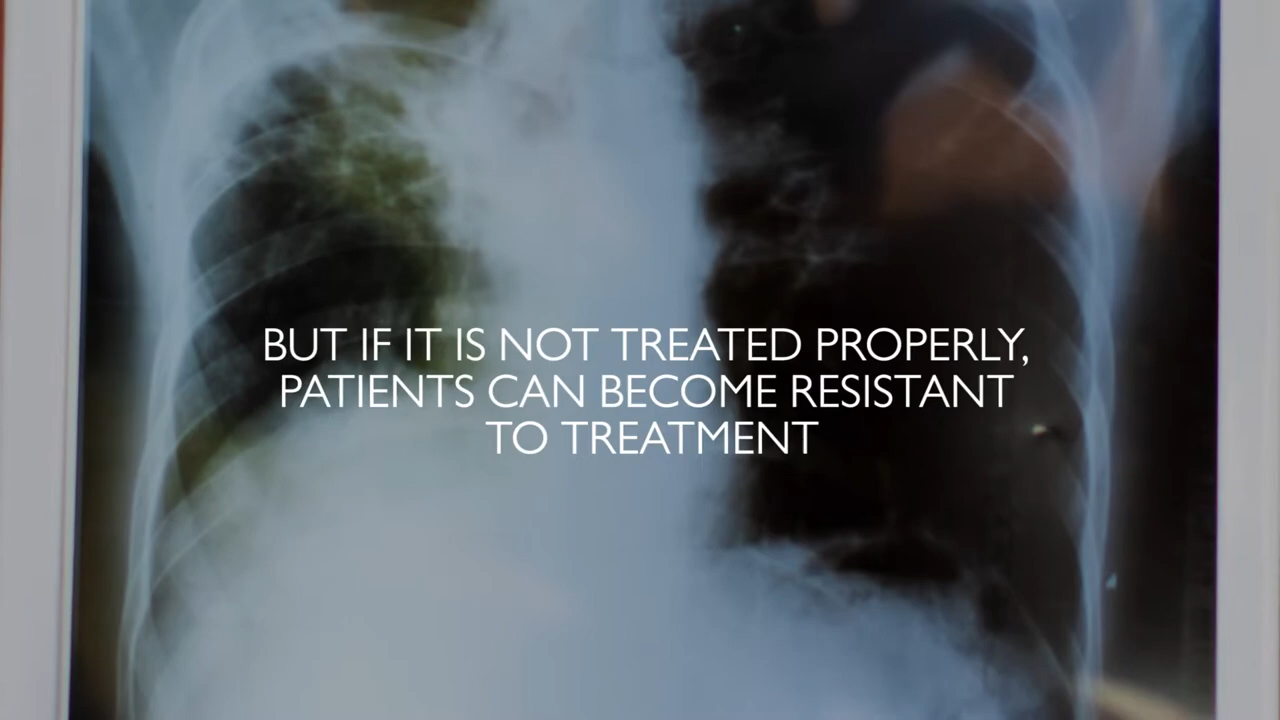 BUT IF IT IS NOT TREATED PROPERLY,
PATIENTS CAN BECOME RESISTANT
TO TREATMENT